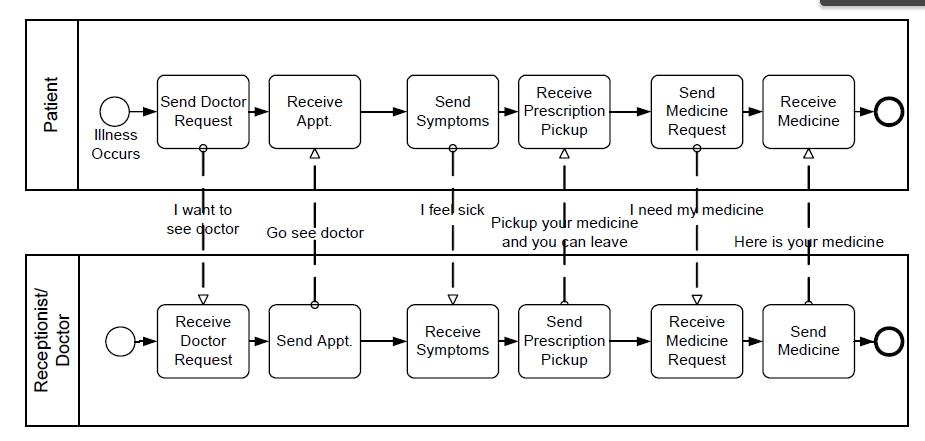 Patient
Illness
Occurs
Send Doctor
Request
Receive
Appt.
Send
Symptoms
Receive
Prescription
Pickup
Send
Medicine
Request
Receive
Medicine
I want to
see doctor
Go see doctor
I feel sick
Pickup your medicine
and you can leave
I need my medicine
Here is your medicine
Receptionist/
Doctor
Receive
Doctor
Request
Send Appt.
Receive
Symptoms
Send
Prescription
Pickup
Receive
Medicine
Request
Send
Medicine